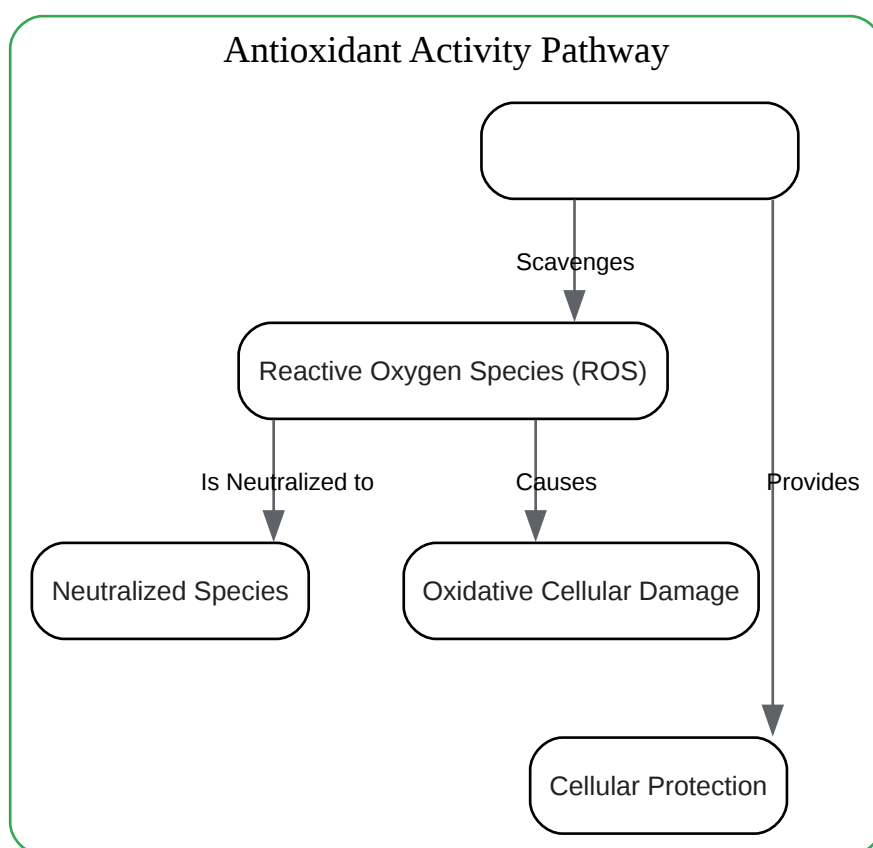 Antioxidant Activity Pathway
Scavenges
Reactive Oxygen Species (ROS)
Is Neutralized to
Causes
Provides
Neutralized Species
Oxidative Cellular Damage
Cellular Protection